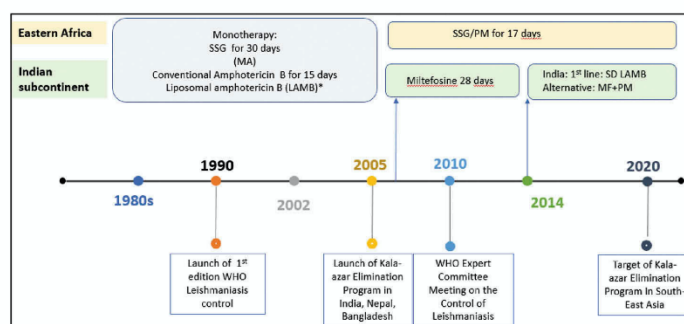 Eastern Africa
Monotherapy:
SSG for 30 days
(MA)
Conventional Amphotericin B for 15 days
Liposomal amphotericin B (LAMB)*
SSG/PM for 17 days
Indian
subcontinent
Miltefosine 28 days
India: 1st line: SD LAMB
Alternative: MF+PM
1990
2005
2010
2020
1980s
2002
2014
Launch of 1st
edition WHO
Leishmaniasis
control
Launch of Kala-
azar Elimination
Program in
India, Nepal,
Bangladesh
WHO Expert
Committee
Meeting on the
Control of
Leishmaniasis
Target of Kala-
azar Elimination
Program In South-
East Asia